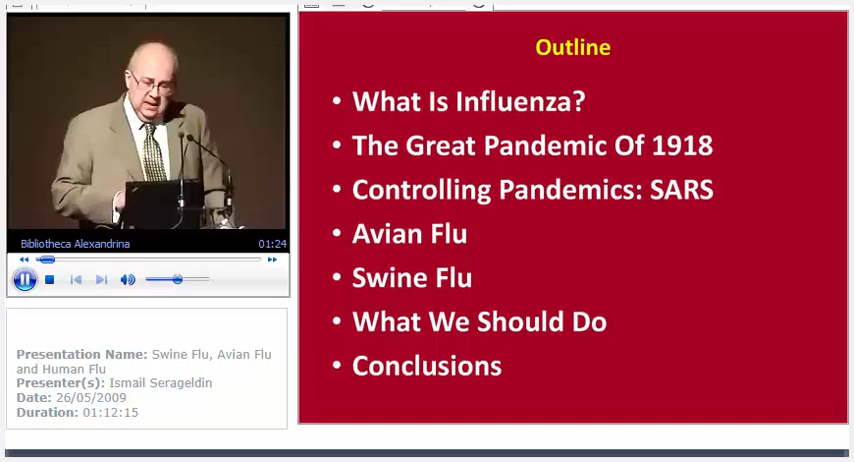 Outline
• What Is Influenza?
• The Great Pandemic Of 1918
• Controlling Pandemics: SARS
• Avian Flu
• Swine Flu
• What We Should Do
• Conclusions
Bibliotheca Alexandrina 01:24
Presentation Name: Swine Flu, Avian Flu
and Human Flu
Presenter(s): Ismail Serageldin
Date: 26/05/2009
Duration: 01:12:15